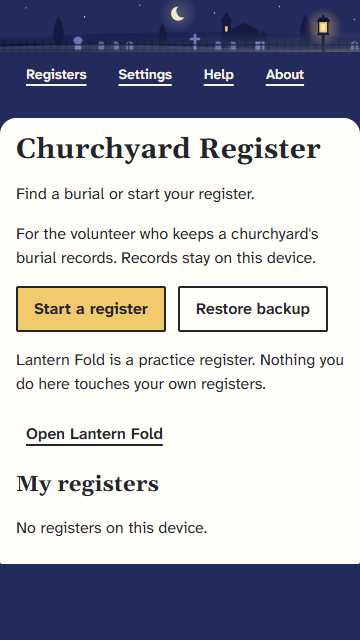 Registers Settings Help About
Churchyard Register
Find a burial or start your register.
For the volunteer who keeps a churchyard's
burial records. Records stay on this device.
Start a register Restore backup
Lantern Fold is a practice register. Nothing you
do here touches your own registers.
Open Lantern Fold
My registers
No registers on this device.